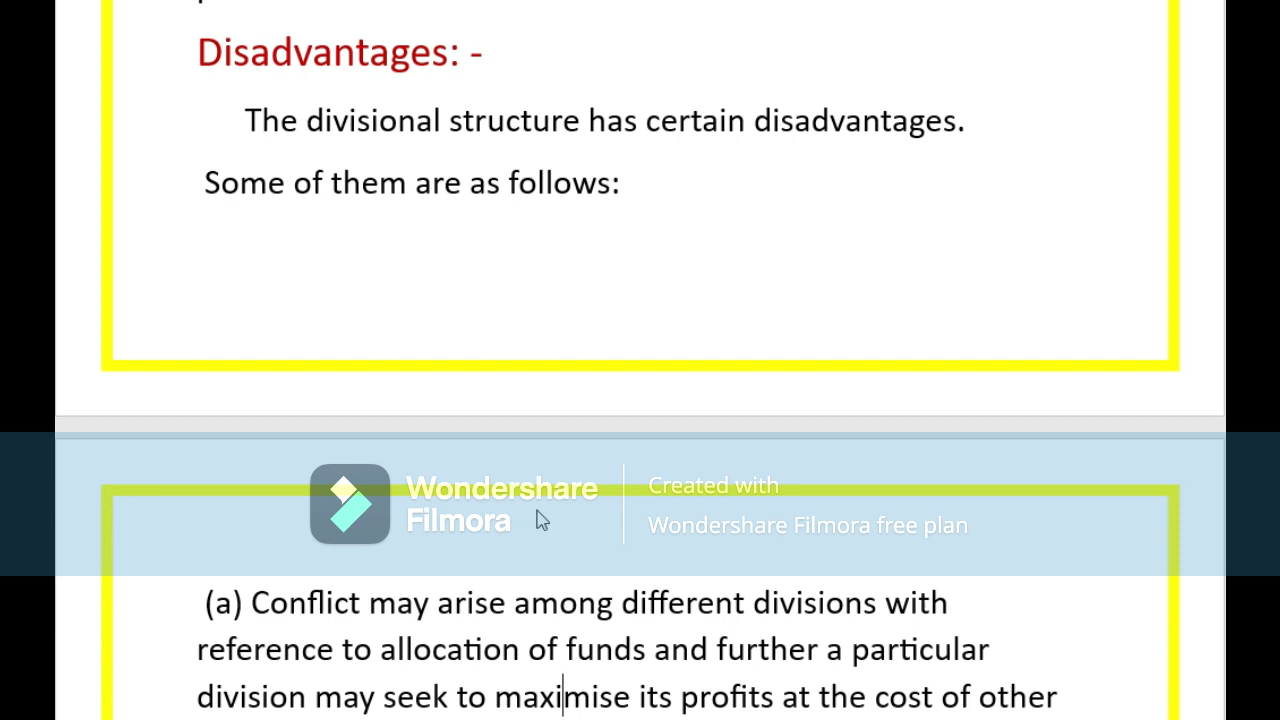 Disadvantages: -
The divisional structure has certain disadvantages.
Some of them are as follows:
Wondershare
Filmora
Created with
Wondershare Filmora free plan
(a) Conflict may arise among different divisions with
reference to allocation of funds and further a particular
division may seek to maximise its profits at the cost of other